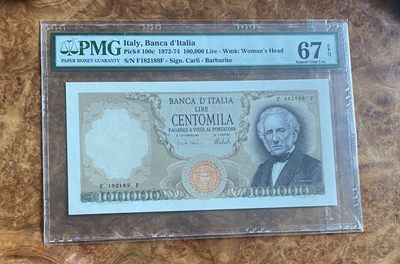 PMG
PAPER MONEY GUARANTY
Italy, Banca d'Italia
Pick# 100c 1972-74 100,000 Lire - Wmk: Woman's Head
S/N F182189F - Sign. Carli - Barbarito
67 EPQ
Superb Gem Unc
BANCA D'ITALIA
LIRE
CENTOMILA
PAGABILI A VISTA AL PORTATORE
F 182189 F
F 182189 F